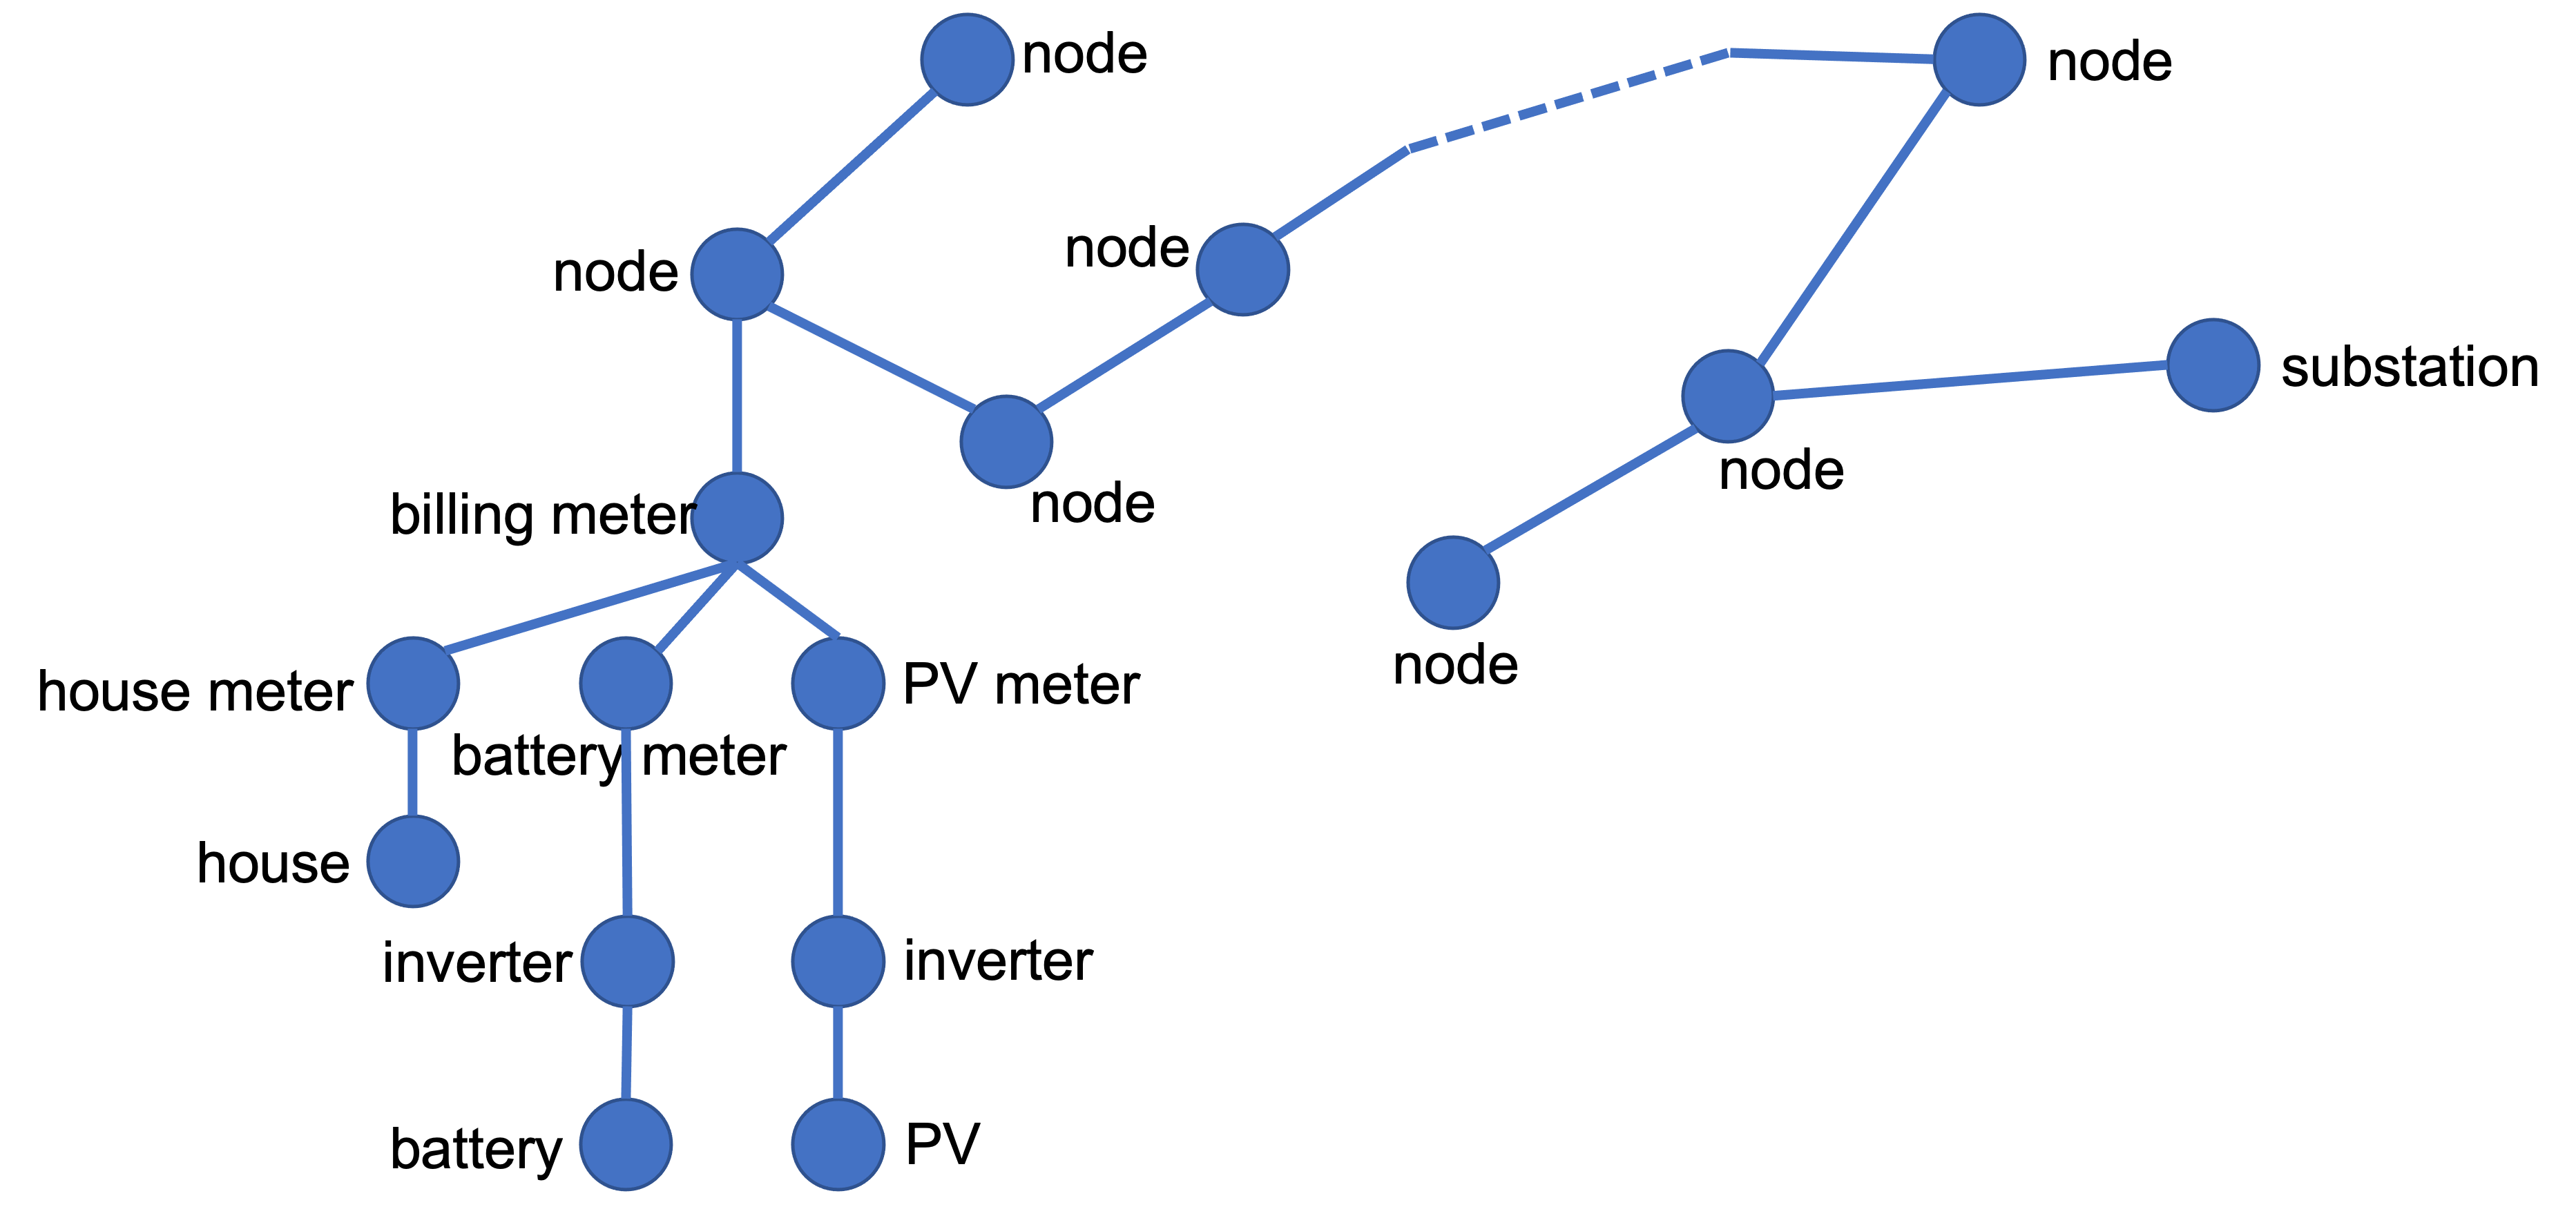 node
node
node
node
substation
node
node
billing meter
node
house meter
PV meter
battery meter
house
inverter
inverter
battery
PV